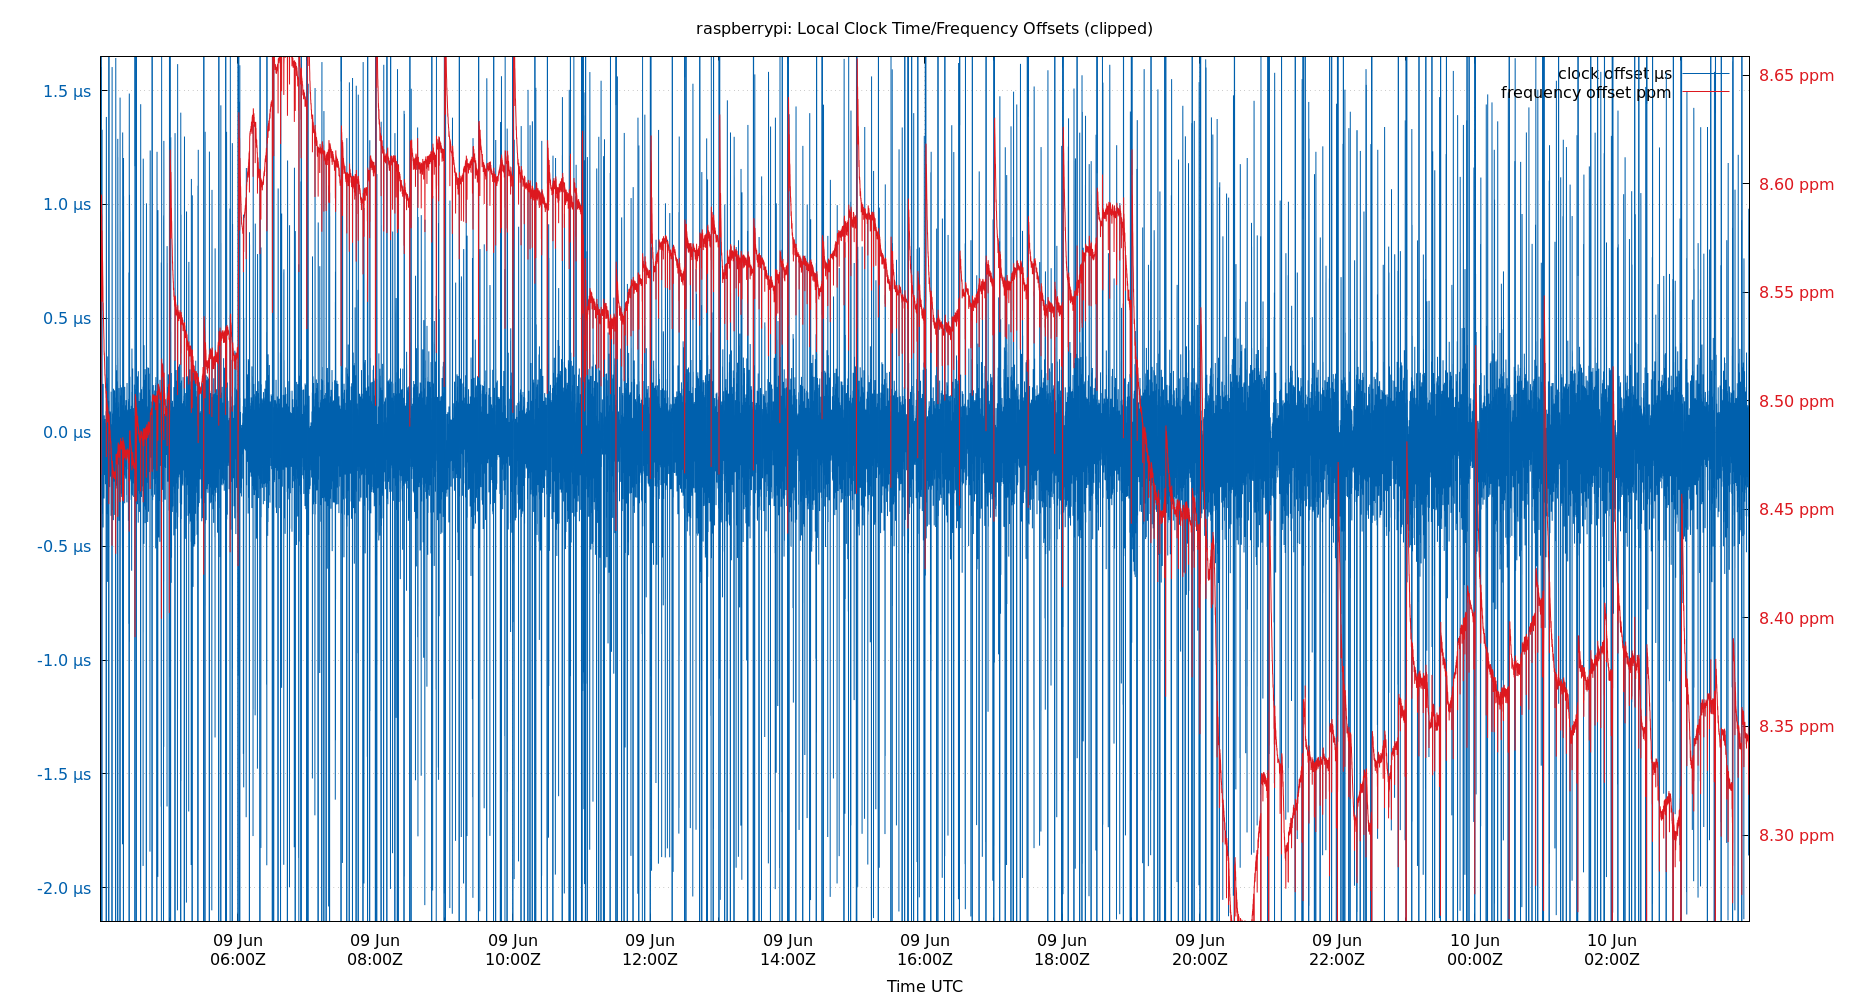 raspberrypi: Local Clock Time/Frequency Offsets (clipped)
clock offset µs
frequency offset ppm
1.5 µs
1.0 µs
0.5 µs
0.0 µs
-0.5 µs
-1.0 µs
-1.5 µs
-2.0 µs
8.65 ppm
8.60 ppm
8.55 ppm
8.50 ppm
8.45 ppm
8.40 ppm
8.35 ppm
8.30 ppm
09 Jun 09 Jun 09 Jun 09 Jun 09 Jun 09 Jun 09 Jun 09 Jun 09 Jun 10 Jun 10 Jun
06:00Z 08:00Z 10:00Z 12:00Z 14:00Z 16:00Z 18:00Z 20:00Z 22:00Z 00:00Z 02:00Z
Time UTC